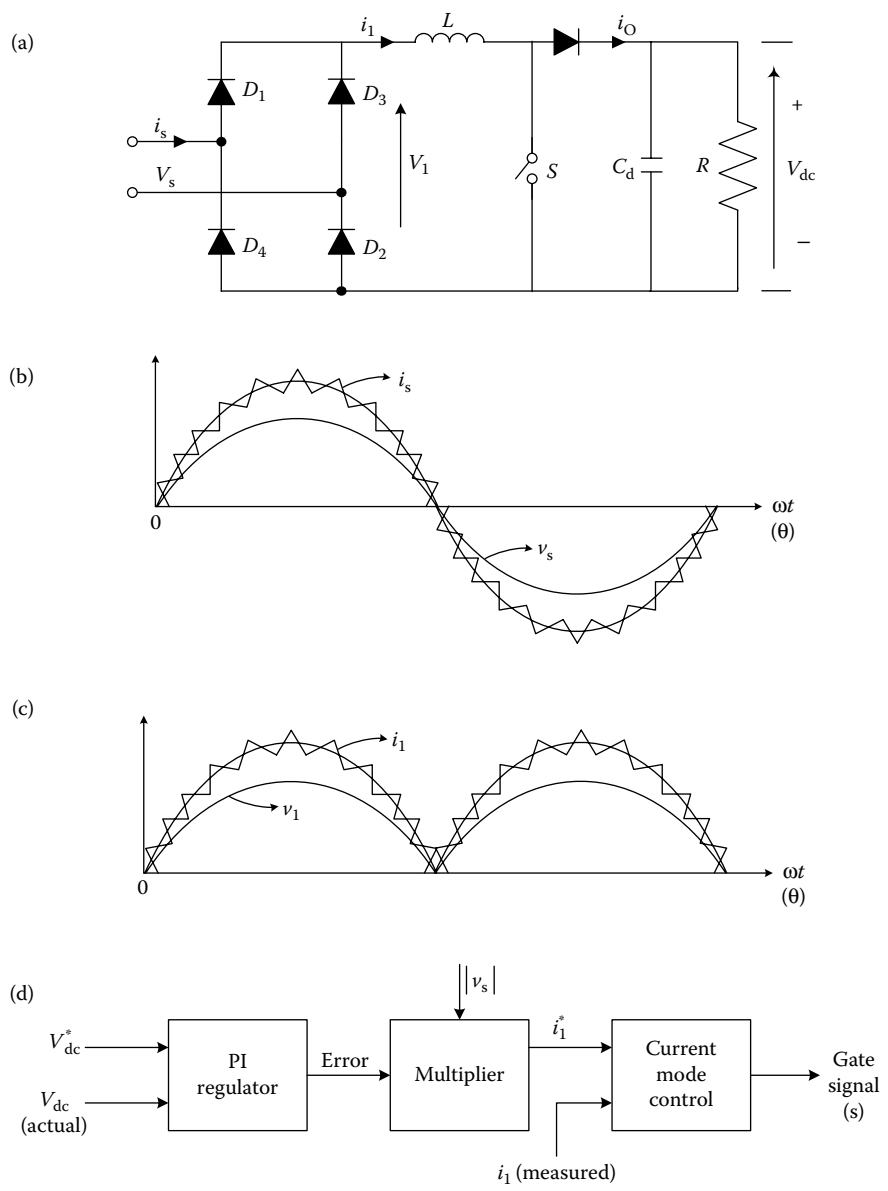 (a)
i1
L
iO
D1
D3
+
is
V1
S
Cd
R
Vdc
Vs
D4
D2
−
(b)
is
0
ωt
(θ)
vs
(c)
i1
v1
0
ωt
(θ)
(d)
|vs|
V*dc
i*1
PI
regulator
Error
Multiplier
Current
mode
control
Gate
signal
(s)
Vdc
(actual)
i1 (measured)